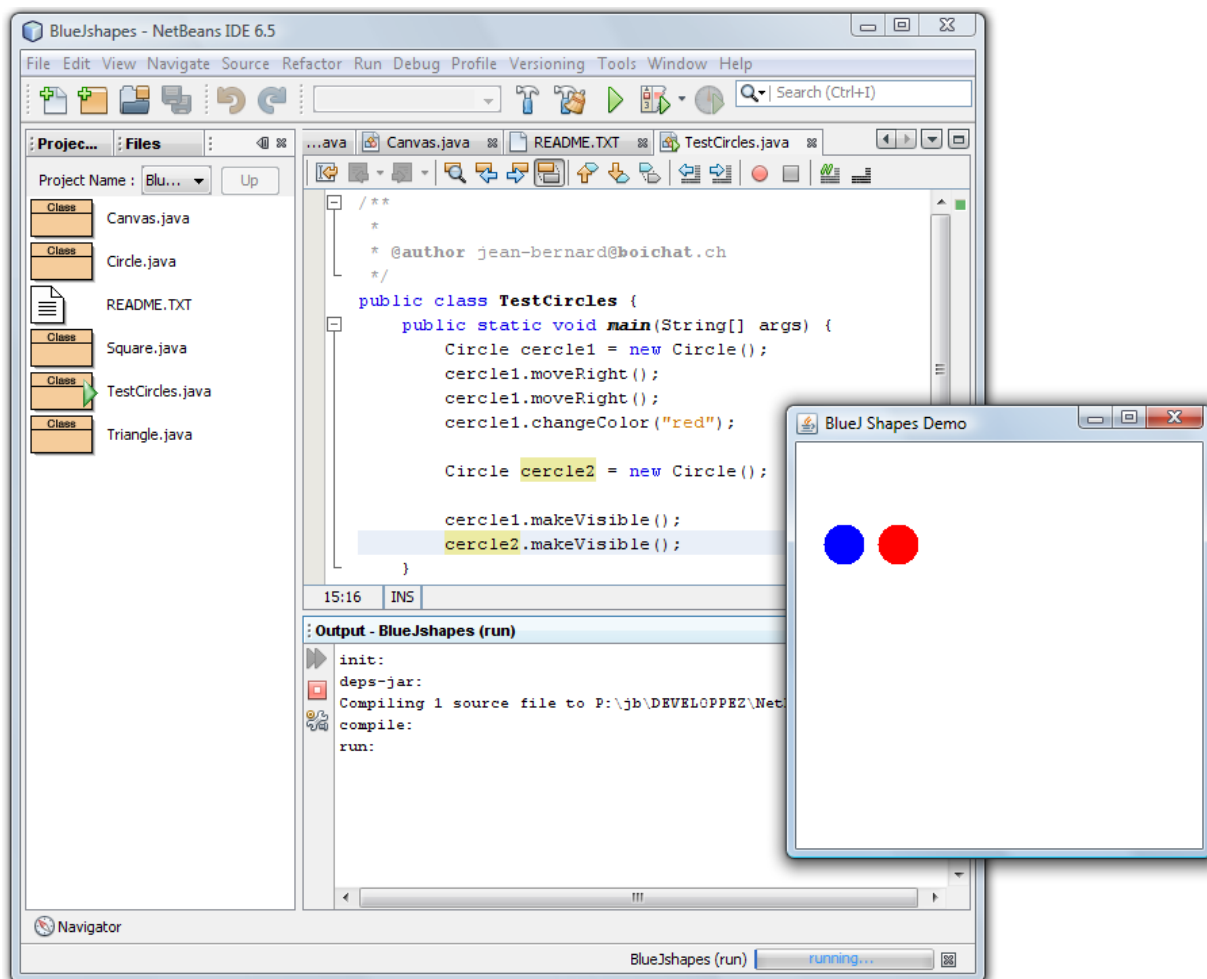 BlueJshapes - NetBeans IDE 6.5
File Edit View Navigate Source Refactor Run Debug Profile Versioning Tools Window Help
Search (Ctrl+I)
Projec... Files
Project Name : Blu... Up
Class Canvas.java
Class Circle.java
README.TXT
Class Square.java
Class TestCircles.java
Class Triangle.java
...ava Canvas.java README.TXT TestCircles.java
/**
*
* @author jean-bernard@boichat.ch
*/
public class TestCircles {
public static void main(String[] args) {
Circle cercle1 = new Circle();
cercle1.moveRight();
cercle1.moveRight();
cercle1.changeColor("red");
Circle cercle2 = new Circle();
cercle1.makeVisible();
cercle2.makeVisible();
}
15:16 INS
Output - BlueJshapes (run)
init:
deps-jar:
Compiling 1 source file to P:\jb\DEVELOPPEZ\Net
compile:
run:
BlueJ Shapes Demo
Navigator
BlueJshapes (run) running...